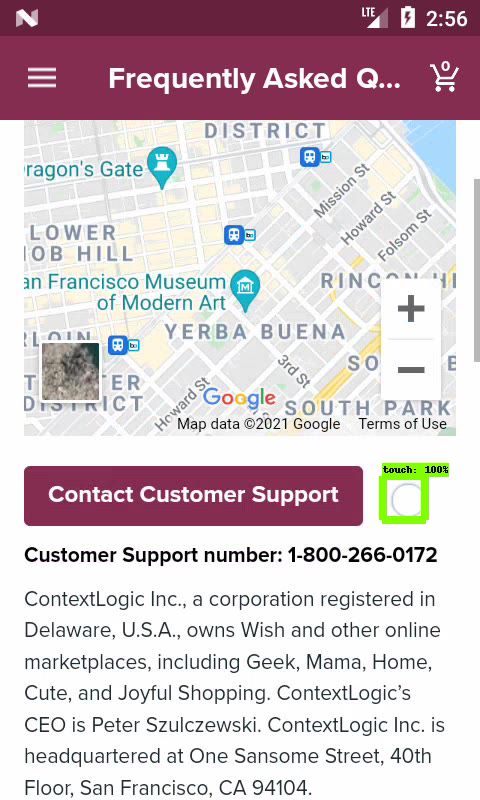 LTE 2:56
Frequently Asked Q... 0
DISTRICT
ragon's Gate
Mission St
Howard St
Folsom St
LOWER
OB HILL
an Francisco Museum
of Modern Art
RINCON HI
YERBA BUENA
3rd St
SO
ER
DISTRICT
Howard St
SOUTH PARK
Google
Map data ©2021 Google Terms of Use
touch: 100%
Contact Customer Support
Customer Support number: 1-800-266-0172
ContextLogic Inc., a corporation registered in
Delaware, U.S.A., owns Wish and other online
marketplaces, including Geek, Mama, Home,
Cute, and Joyful Shopping. ContextLogic’s
CEO is Peter Szulczewski. ContextLogic Inc. is
headquartered at One Sansome Street, 40th
Floor, San Francisco, CA 94104.